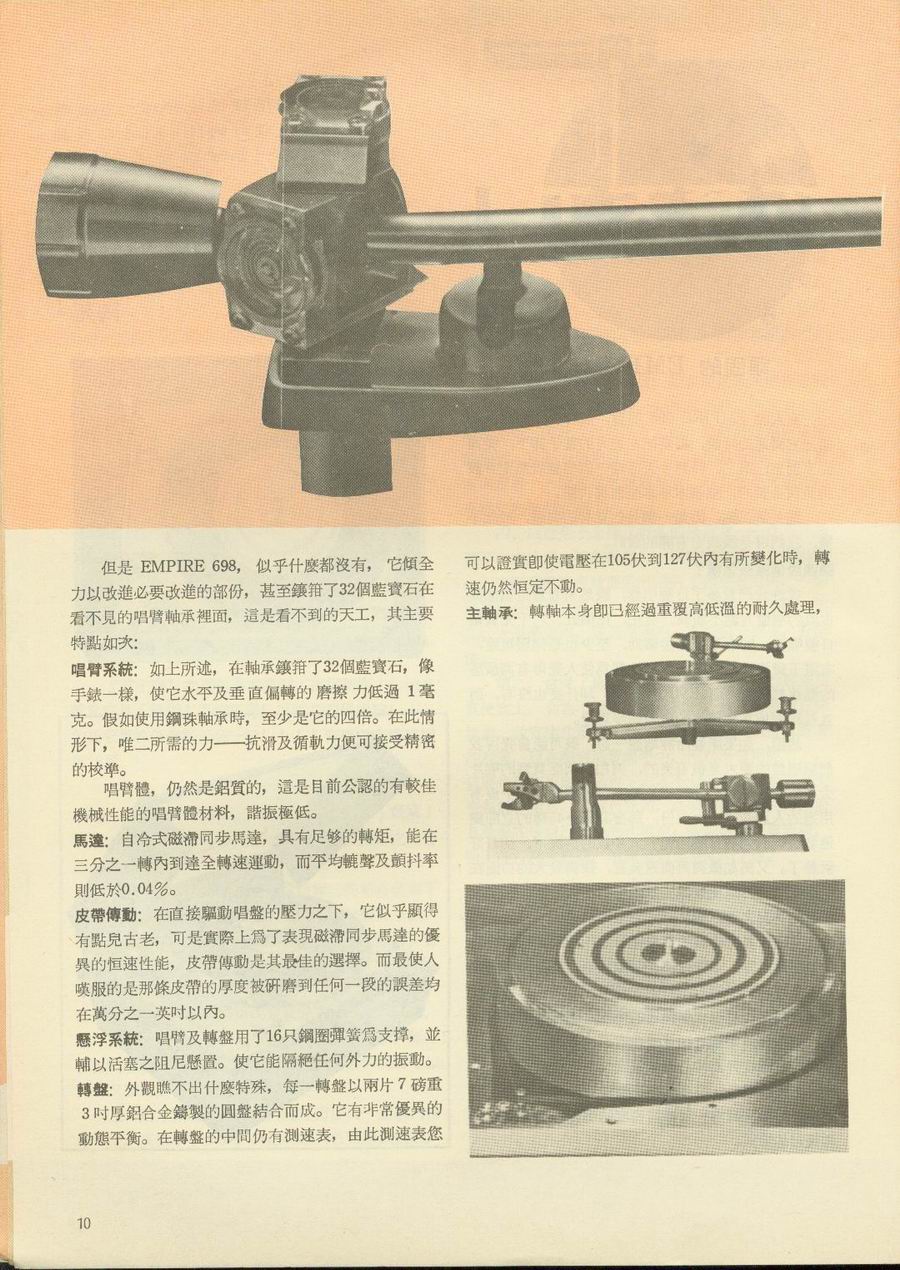 但是 EMPIRE 698， 似乎什麼都沒有， 它傾全
力以改進必要改進的部份，甚至鑲箝了32個藍寶石在
看不見的唱臂軸承裡面，這是看不到的天工，其主要
特點如次：
唱臂系統： 如上所述，在軸承鑲箝了32個藍寶石，像
手錶一樣，使它水平及垂直偏轉的磨擦力低過 1 毫
克。假如使用鋼珠軸承時，至少是它的四倍。在此情
形下，唯二所需的力——抗滑及循軌力便可接受精密
的校準。
唱臂體，仍然是鋁質的，這是目前公認的有較佳
機械性能的唱臂體材料，諧振極低。
馬達： 自冷式磁滯同步馬達，具有足够的轉矩，能在
三分之一轉內到達全轉速運動，而平均轆聲及顫抖率
則低於0.04%。
皮帶傳動： 在直接驅動唱盤的壓力之下，它似乎顯得
有點兒古老，可是實際上爲了表現磁滯同步馬達的優
異的恒速性能，皮帶傳動是其最佳的選擇。而最使人
嘆服的是那條皮帶的厚度被研磨到任何一段的誤差均
在萬分之一英吋以內。
懸浮系統： 唱臂及轉盤用了16只鋼圈彈簧爲支撐，並
輔以活塞之阻尼懸置。使它能隔絕任何外力的振動。
轉盤： 外觀瞧不出什麼特殊，每一轉盤以兩片 7 磅重
3 吋厚鋁合金鑄製的圓盤結合而成。它有非常優異的
動態平衡。在轉盤的中間仍有測速表，由此測速表您
可以證實卽使電壓在105伏到127伏內有所變化時，轉
速仍然恒定不動。
主軸承： 轉軸本身卽已經過重覆高低溫的耐久處理，
10